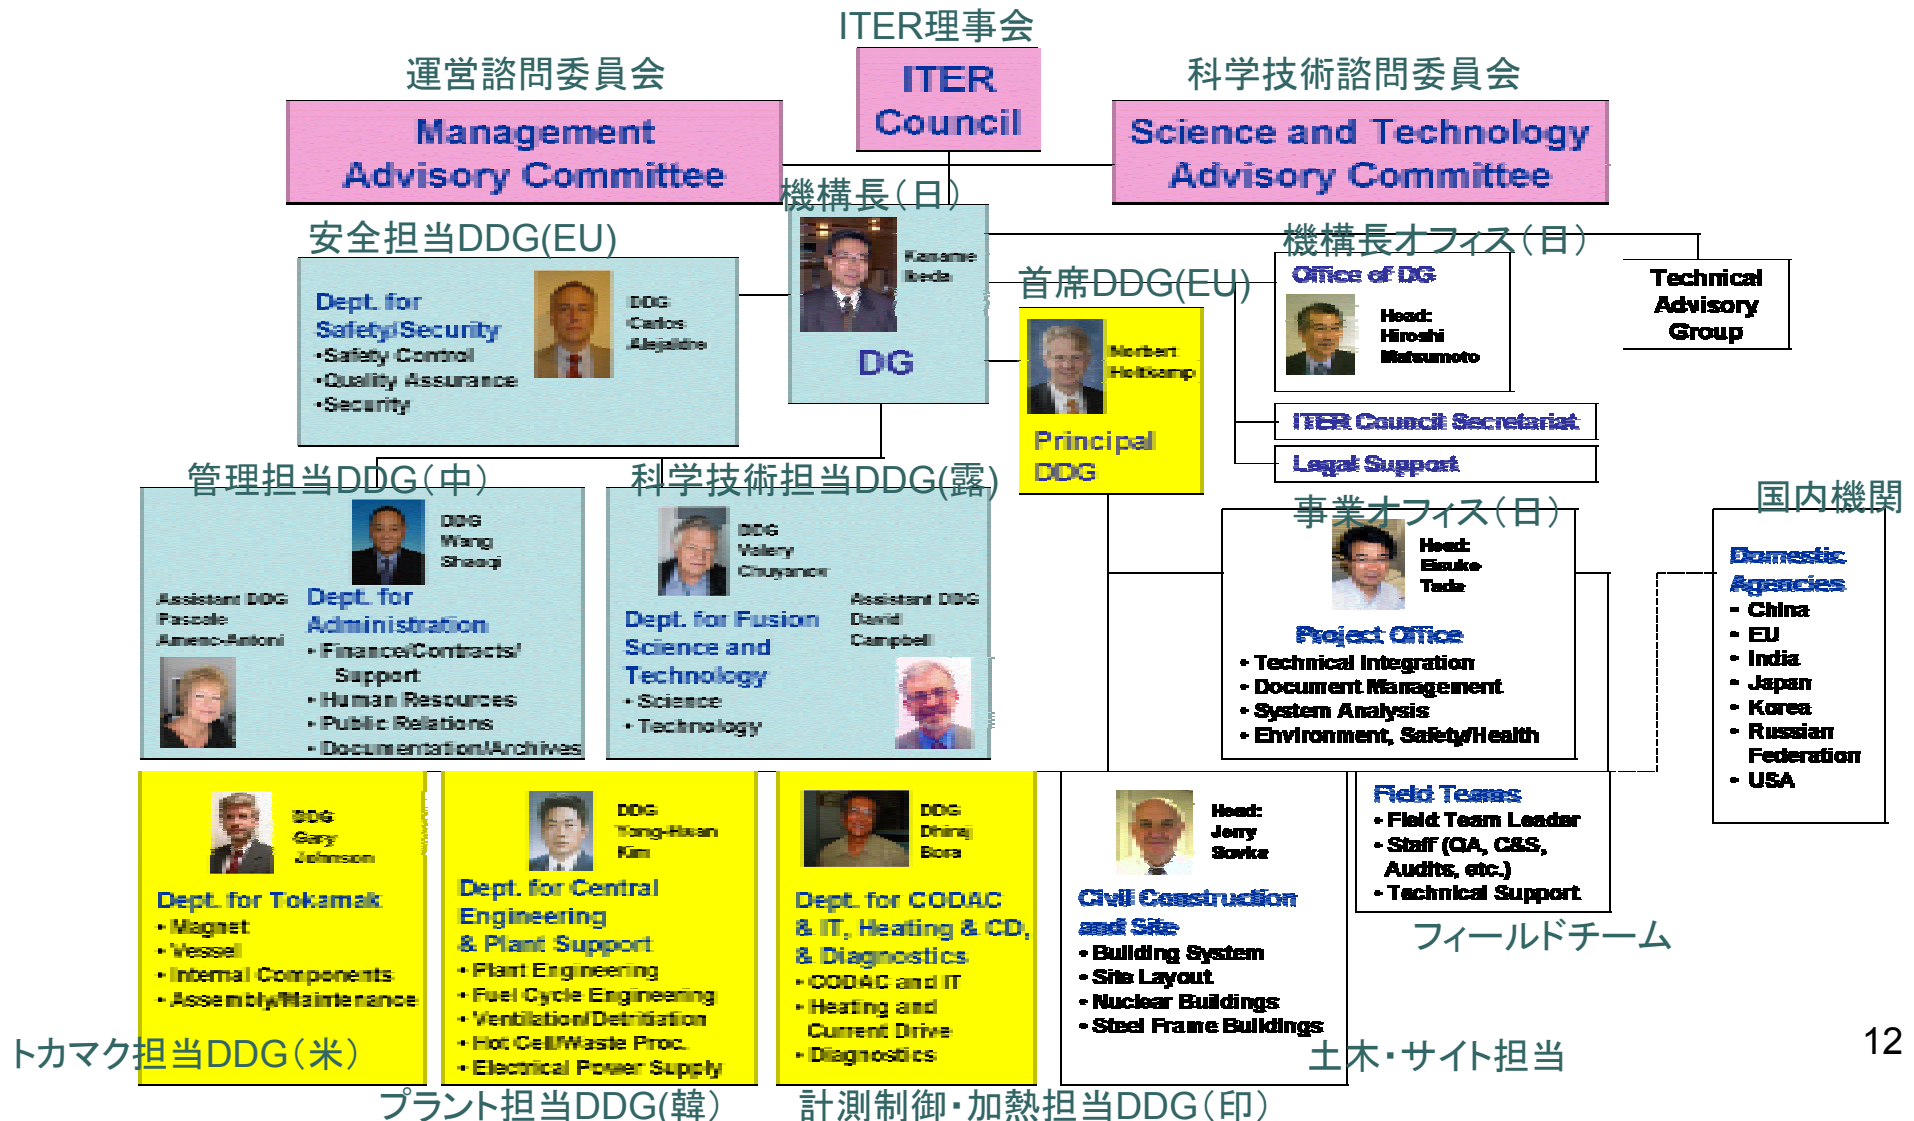 ITER理事会
ITER
Council
運営諮問委員会
Management
Advisory Committee
科学技術諮問委員会
Science and Technology
Advisory Committee
機構長（日）
Kaname
Ikeda
DG
安全担当DDG(EU)
Dept. for
Safety/Security
•Safety Control
•Quality Assurance
•Security
DDG
Carlos
Alejaldre
首席DDG(EU)
Norbert
Holtkamp
Principal
DDG
機構長オフィス（日）
Office of DG
Head:
Hiroshi
Matsumoto
ITER Council Secretariat
Legal Support
Technical
Advisory
Group
管理担当DDG（中）
DDG
Wang
Shaoqi
Assistant DDG
Pascale
Amenc-Antoni
Dept. for
Administration
• Finance/Contracts/
Support
• Human Resources
• Public Relations
• Documentation/Archives
科学技術担当DDG(露)
DDG
Valery
Chuyanov
Dept. for Fusion
Science and
Technology
• Science
• Technology
Assistant DDG
David
Campbell
事業オフィス（日）
Head:
Eisuke
Tada
Project Office
• Technical Integration
• Document Management
• System Analysis
• Environment, Safety/Health
国内機関
Domestic
Agencies
• China
• EU
• India
• Japan
• Korea
• Russian
Federation
• USA
DDG
Gary
Johnson
Dept. for Tokamak
• Magnet
• Vessel
• Internal Components
• Assembly/Maintenance
トカマク担当DDG（米）
DDG
Yong-Hwan
Kim
Dept. for Central
Engineering
& Plant Support
• Plant Engineering
• Fuel Cycle Engineering
• Ventilation/Detritiation
• Hot Cell/Waste Proc.
• Electrical Power Supply
プラント担当DDG(韓）
DDG
Dhiraj
Bora
Dept. for CODAC
& IT, Heating & CD,
& Diagnostics
• CODAC and IT
• Heating and
Current Drive
• Diagnostics
計測制御・加熱担当DDG（印）
Head:
Jerry
Sovka
Civil Construction
and Site
• Building System
• Site Layout
• Nuclear Buildings
• Steel Frame Buildings
土木・サイト担当
Field Teams
• Field Team Leader
• Staff (QA, C&S,
Audits, etc.)
• Technical Support
フィールドチーム
12